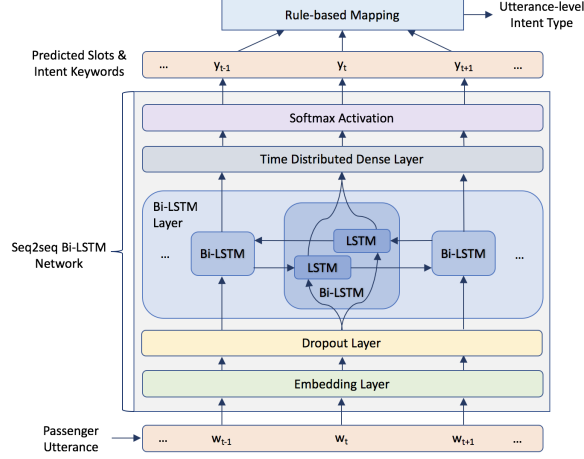 Rule-based Mapping
Utterance-level
Intent Type
Predicted Slots &
Intent Keywords
... yt-1 yt yt+1 ...
Softmax Activation
Time Distributed Dense Layer
Bi-LSTM
Layer
Seq2seq Bi-LSTM
Network
... Bi-LSTM LSTM Bi-LSTM ...
LSTM
Bi-LSTM
Dropout Layer
Embedding Layer
Passenger
Utterance
... wt-1 wt wt+1 ...